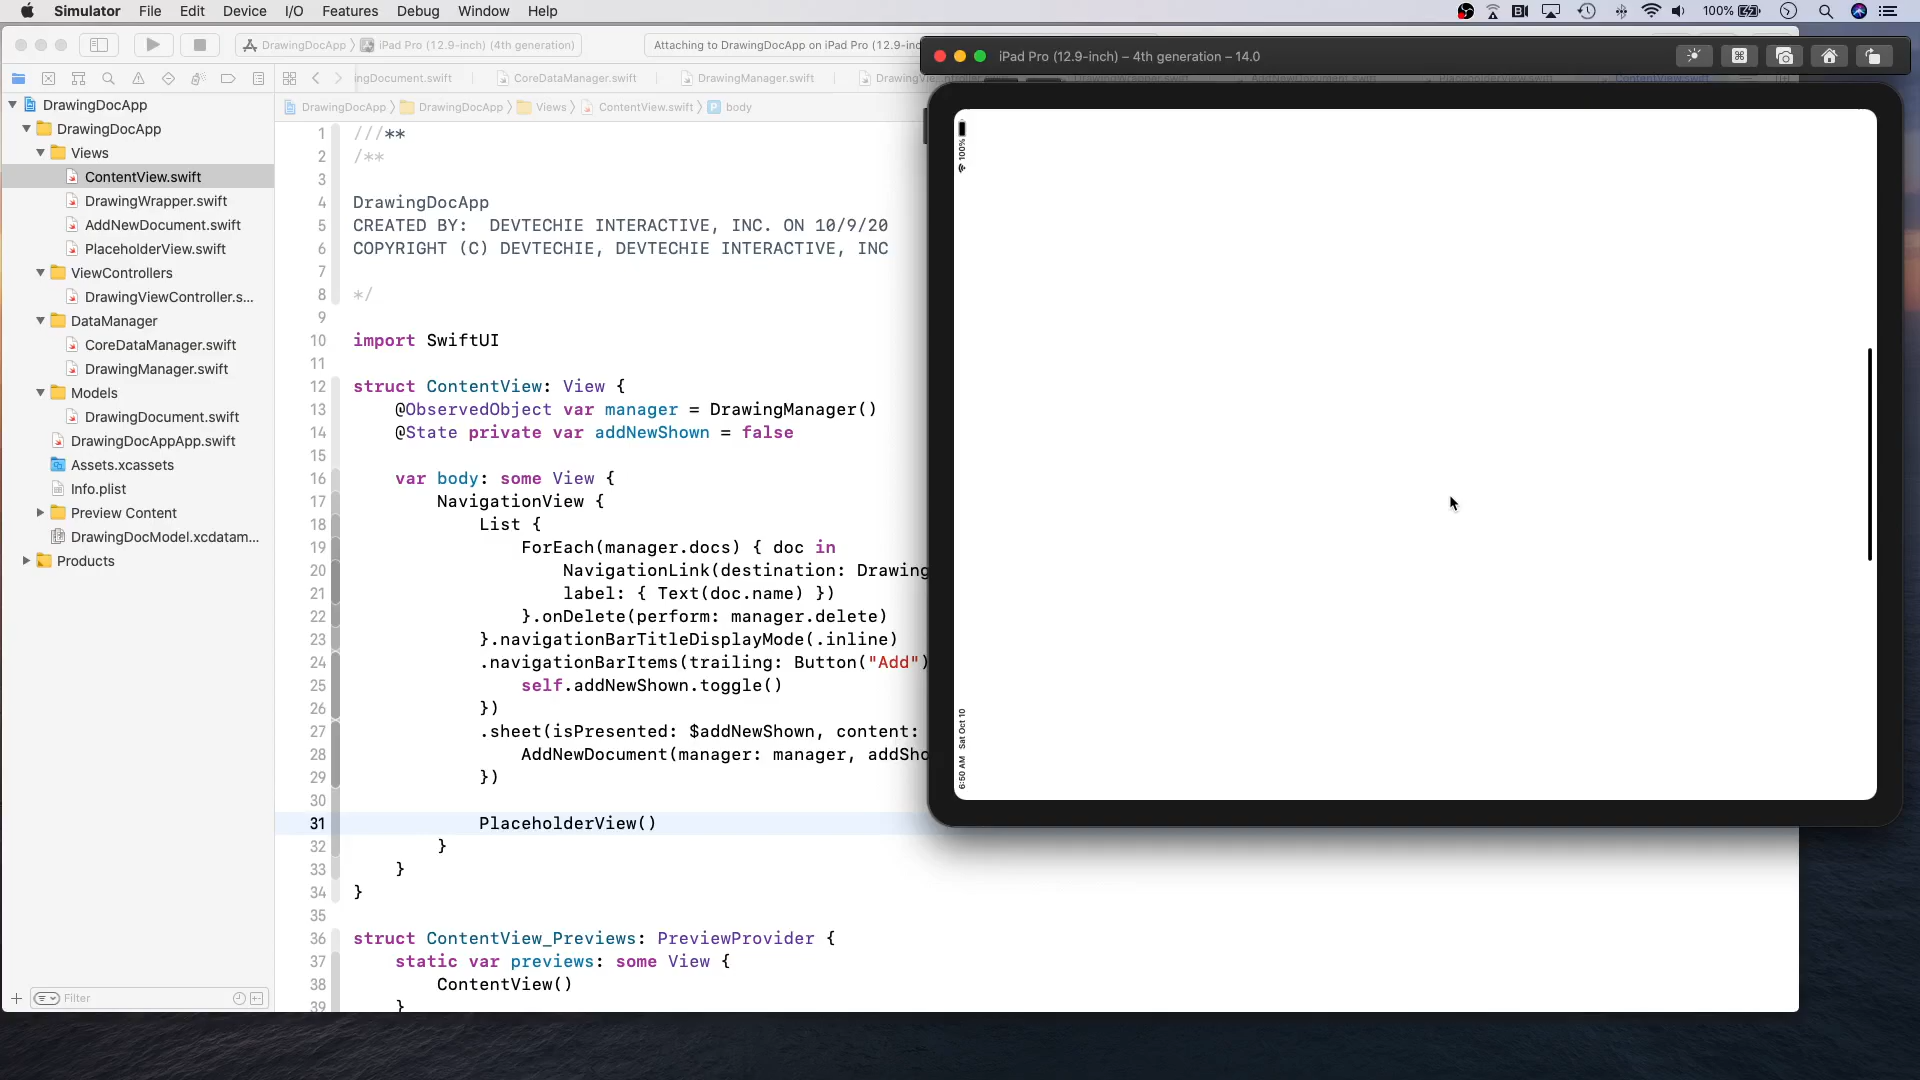 Simulator File Edit Device I/O Features Debug Window Help
100%
DrawingDocApp iPad Pro (12.9-inch) (4th generation)
Attaching to DrawingDocApp on iPad Pro (12.9-inc
iPad Pro (12.9-inch) – 4th generation – 14.0
ingDocument.swift CoreDataManager.swift DrawingManager.swift
DrawingDocApp DrawingDocApp Views ContentView.swift P body
DrawingDocApp
DrawingDocApp
Views
ContentView.swift
DrawingWrapper.swift
AddNewDocument.swift
PlaceholderView.swift
ViewControllers
DrawingViewController.s...
DataManager
CoreDataManager.swift
DrawingManager.swift
Models
DrawingDocument.swift
DrawingDocAppApp.swift
Assets.xcassets
Info.plist
Preview Content
DrawingDocModel.xcdatam...
Products
Filter
1 ///**
2 /**
3
4 DrawingDocApp
5 CREATED BY:  DEVTECHIE INTERACTIVE, INC. ON 10/9/20
6 COPYRIGHT (C) DEVTECHIE, DEVTECHIE INTERACTIVE, INC
7
8 */
9
10 import SwiftUI
11
12 struct ContentView: View {
13 @ObservedObject var manager = DrawingManager()
14 @State private var addNewShown = false
15
16 var body: some View {
17 NavigationView {
18 List {
19 ForEach(manager.docs) { doc in
20 NavigationLink(destination: Drawing
21 label: { Text(doc.name) })
22 }.onDelete(perform: manager.delete)
23 }.navigationBarTitleDisplayMode(.inline)
24 .navigationBarItems(trailing: Button("Add")
25 self.addNewShown.toggle()
26 })
27 .sheet(isPresented: $addNewShown, content:
28 AddNewDocument(manager: manager, addSho
29 })
30
31 PlaceholderView()
32 }
33 }
34 }
35
36 struct ContentView_Previews: PreviewProvider {
37 static var previews: some View {
38 ContentView()
39 }
100%
6:50 AM Sat Oct 10